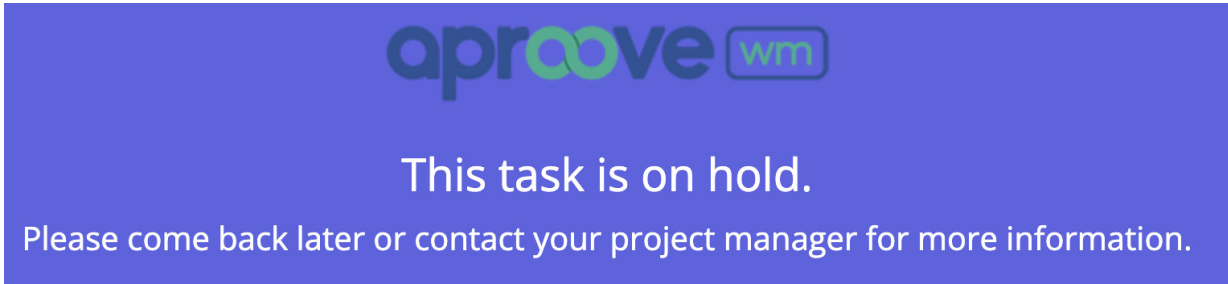 aproove wm
This task is on hold.
Please come back later or contact your project manager for more information.